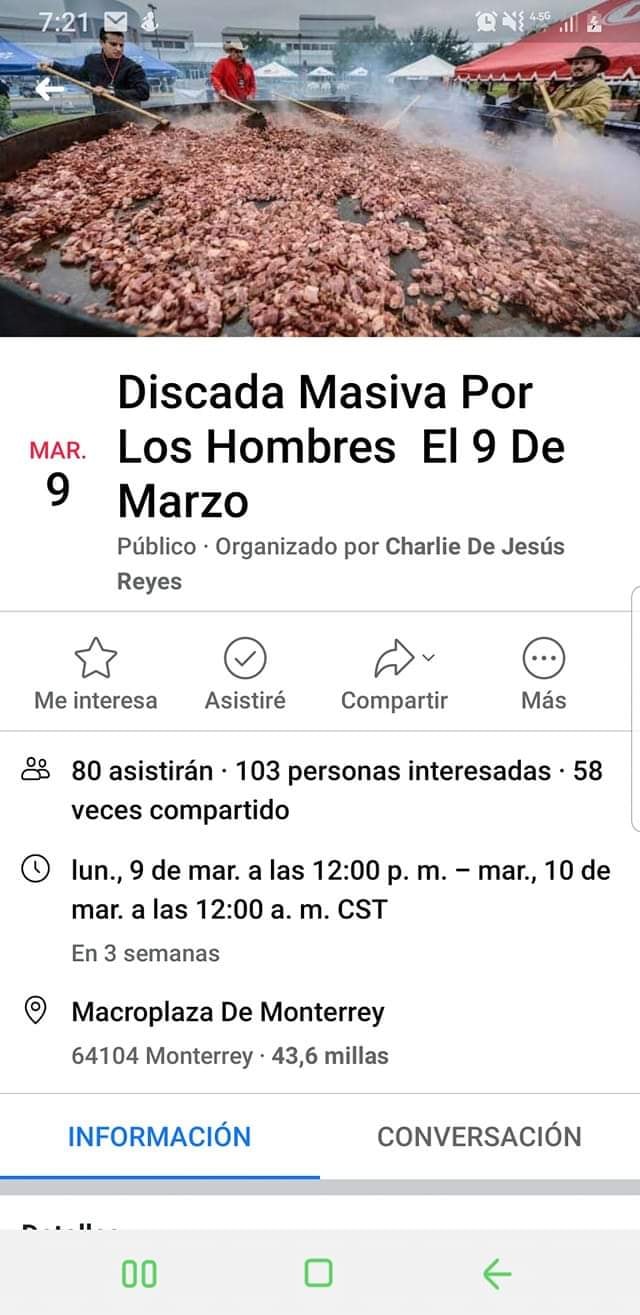 7:21
4.5G
Discada Masiva Por
Los Hombres El 9 De
Marzo
MAR.
9
Público · Organizado por Charlie De Jesús
Reyes
Me interesa
Asistiré
Compartir
Más
80 asistirán · 103 personas interesadas · 58
veces compartido
lun., 9 de mar. a las 12:00 p. m. – mar., 10 de
mar. a las 12:00 a. m. CST
En 3 semanas
Macroplaza De Monterrey
64104 Monterrey · 43,6 millas
INFORMACIÓN
CONVERSACIÓN